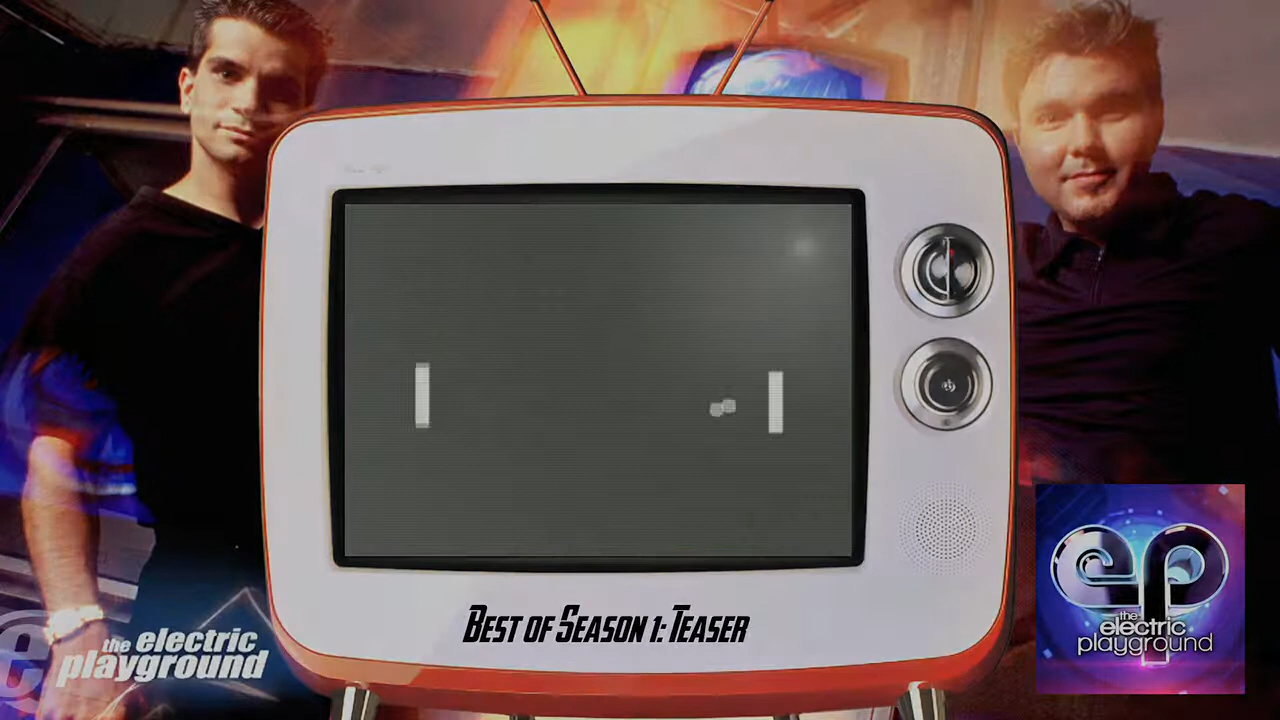 Best of Season 1: Teaser
the electric
playground
ep
the
electric
playground